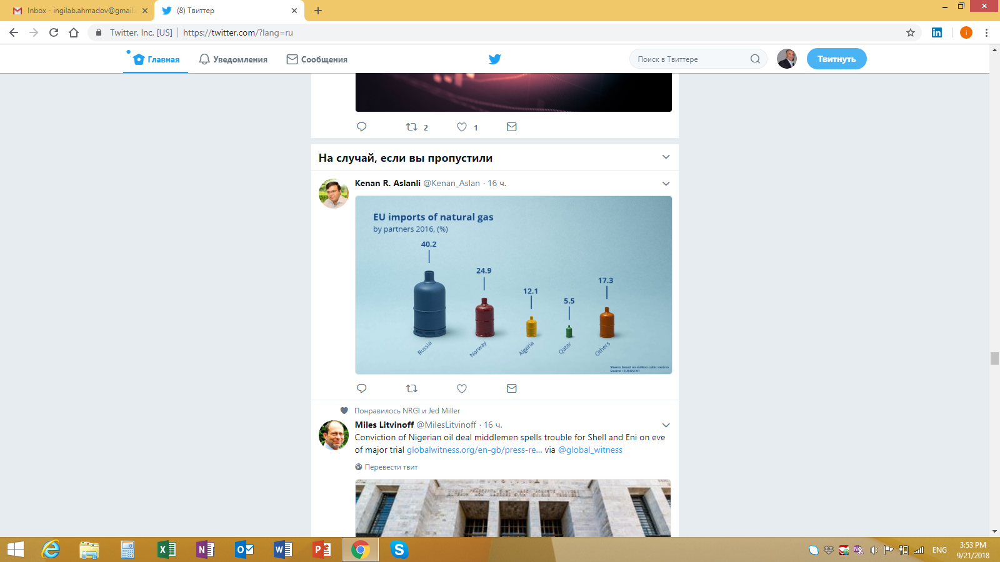 Inbox - ingilab.ahmadov@gmail.
(8) Твиттер
Twitter, Inc. [US]
https://twitter.com/?lang=ru
i
Главная
Уведомления
Сообщения
Поиск в Твиттере
Твитнуть
2
1
На случай, если вы пропустили
Kenan R. Aslanli @Kenan_Aslan · 16 ч.
EU imports of natural gas
by partners 2016, (%)
40.2
24.9
12.1
5.5
17.3
Russia
Norway
Algeria
Qatar
Others
Shares based on million cubic metres
Source : EUROSTAT
Понравилось NRGI и Jed Miller
Miles Litvinoff @MilesLitvinoff · 16 ч.
Conviction of Nigerian oil deal middlemen spells trouble for Shell and Eni on eve
of major trial globalwitness.org/en-gb/press-re... via @global_witness
Перевести твит
ENG
3:53 PM
9/21/2018